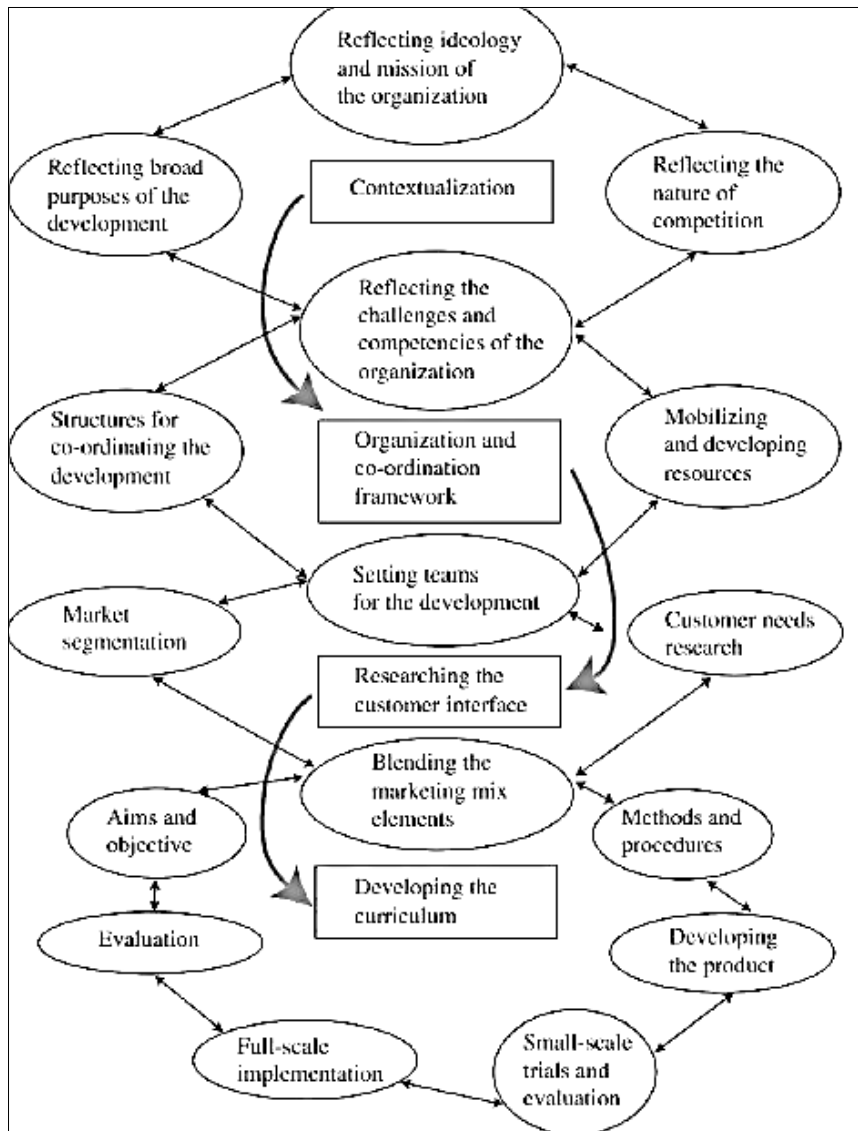 Reflecting ideology
and mission of
the organization
Reflecting broad
purposes of the
development
Contextualization
Reflecting the
nature of
competition
Reflecting the
challenges and
competencies of the
organization
Structures for
co-ordinating the
development
Organization and
co-ordination
framework
Mobilizing
and developing
resources
Setting teams
for the development
Market
segmentation
Customer needs
research
Researching the
customer interface
Blending the
marketing mix
elements
Aims and
objective
Methods and
procedures
Developing the
curriculum
Evaluation
Developing
the product
Full-scale
implementation
Small-scale
trials and
evaluation